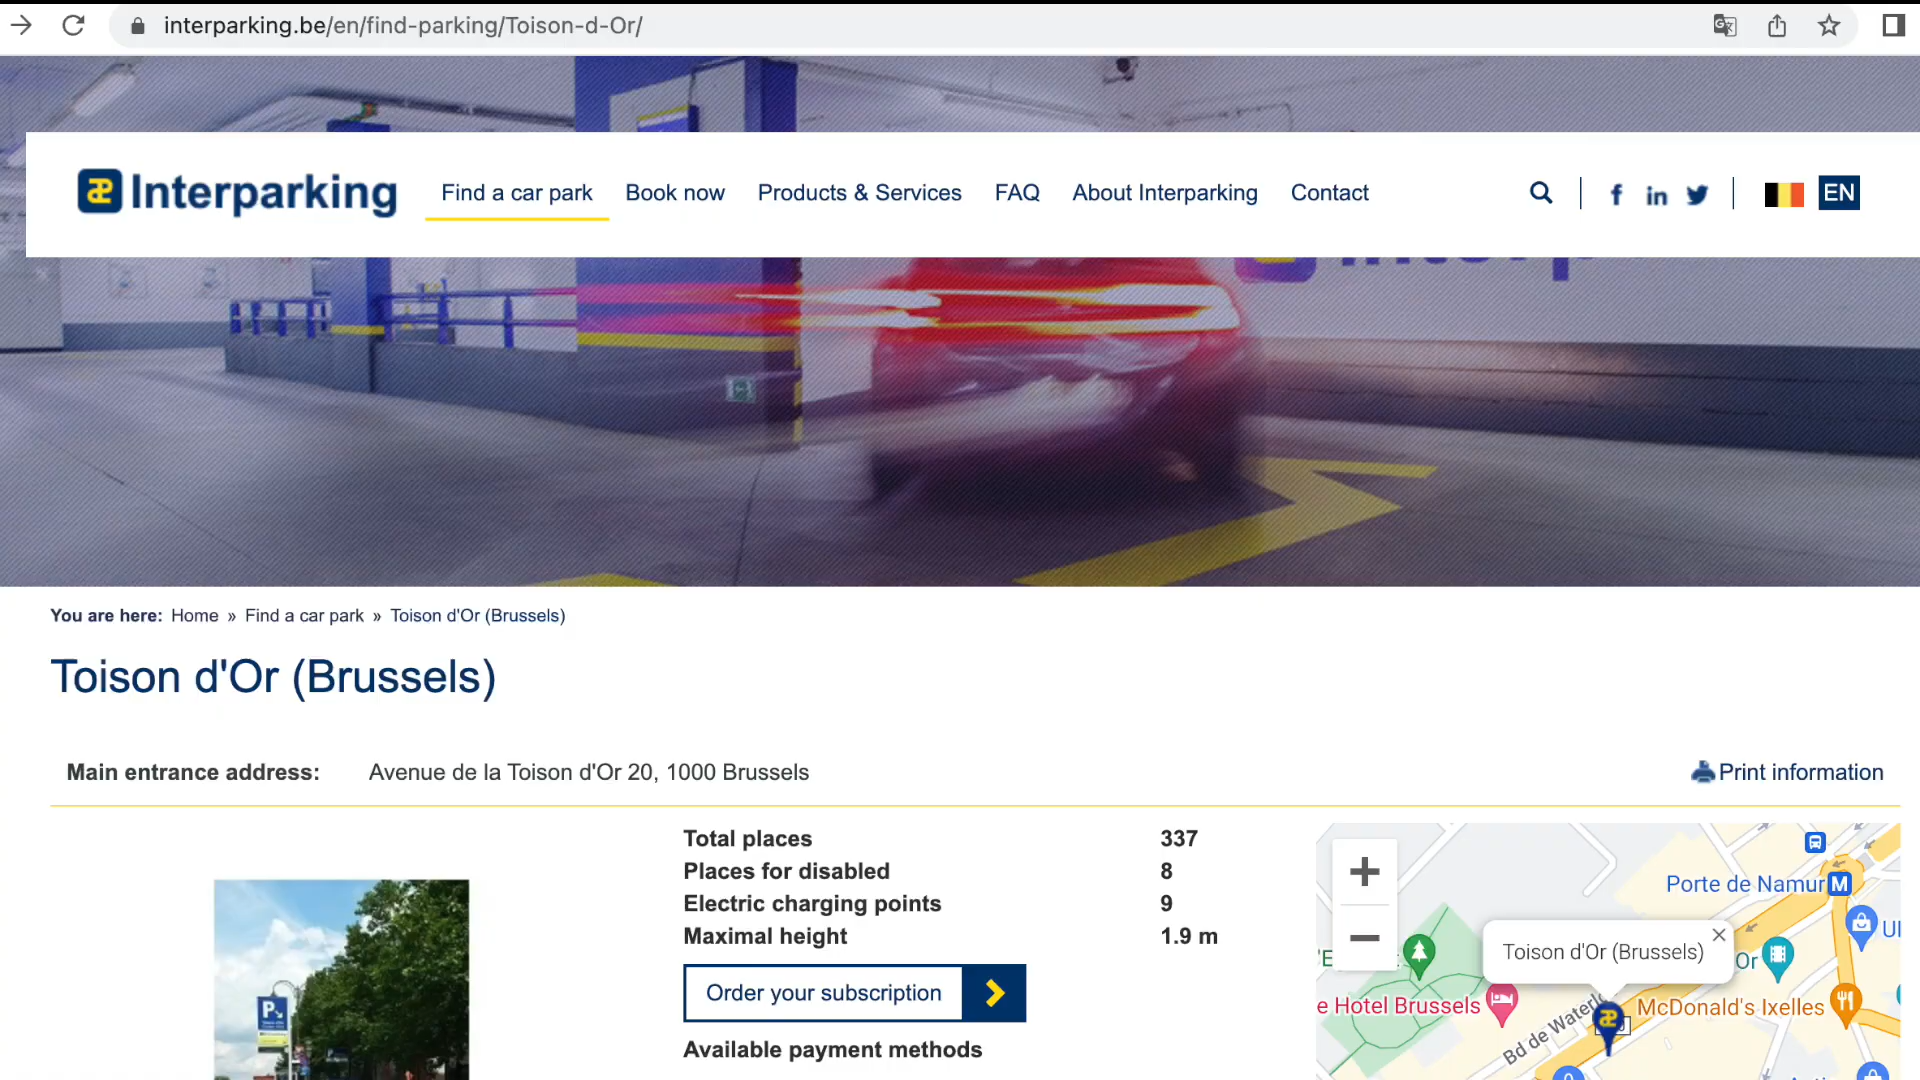 interparking.be/en/find-parking/Toison-d-Or/
Interparking
Find a car park
Book now
Products & Services
FAQ
About Interparking
Contact
EN
You are here: Home » Find a car park » Toison d'Or (Brussels)
Toison d'Or (Brussels)
Main entrance address: Avenue de la Toison d'Or 20, 1000 Brussels
Print information
Total places 337
Places for disabled 8
Electric charging points 9
Maximal height 1.9 m
Order your subscription
Available payment methods
Porte de Namur M
Toison d'Or (Brussels)
Or
e Hotel Brussels
McDonald's Ixelles
Bd de Waterlo